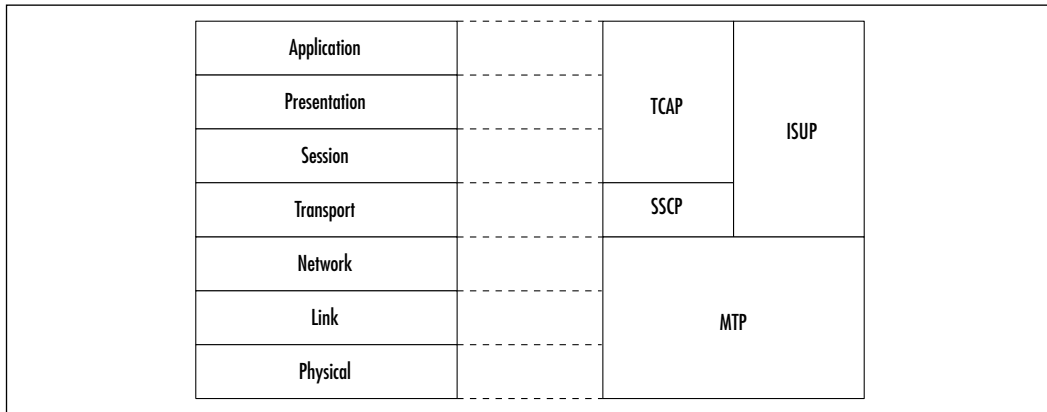 Application
Presentation
Session
Transport
Network
Link
Physical
TCAP
ISUP
SSCP
MTP